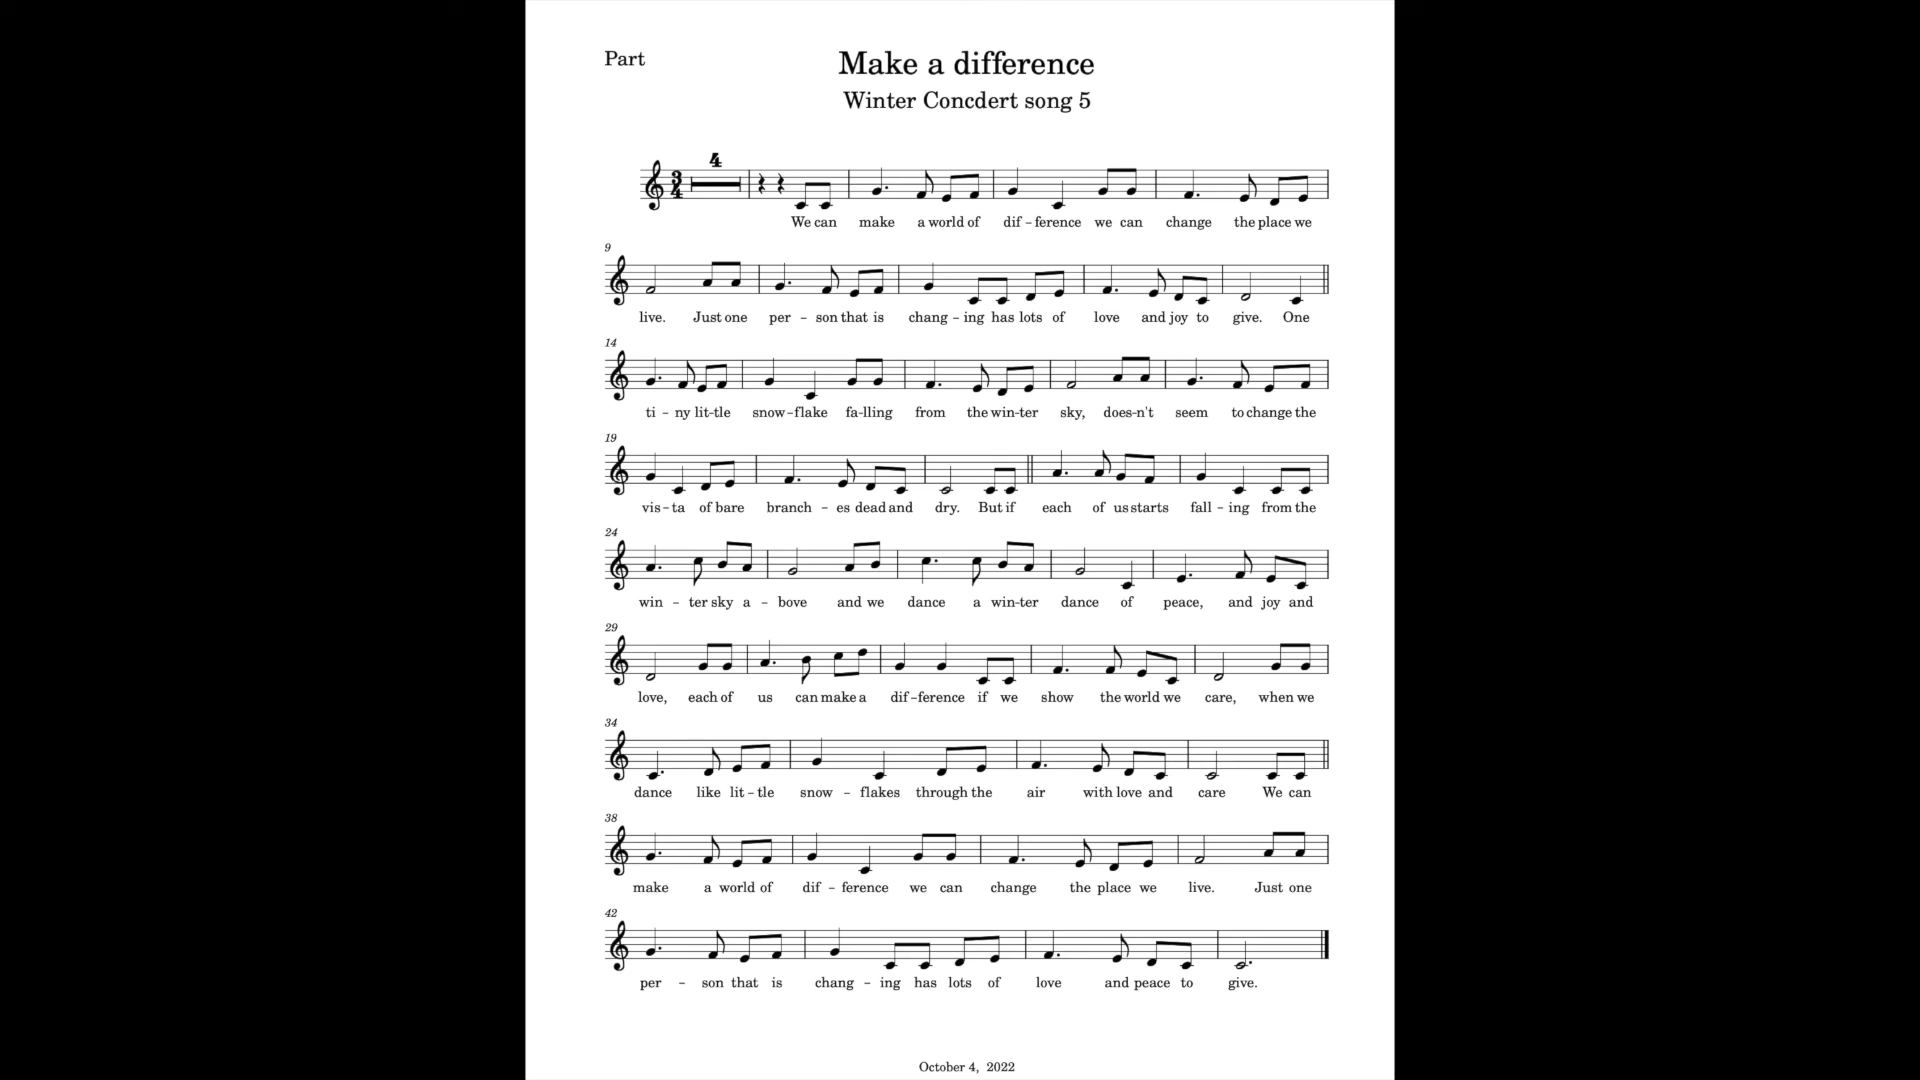 Part
Make a difference
Winter Concdert song 5
4
3
4
We can make a world of dif – ference we can change the place we
9
live. Just one per – son that is chang – ing has lots of love and joy to give. One
14
ti – ny lit-tle snow – flake fa-lling from the win-ter sky, does-n't seem to change the
19
vis – ta of bare branch – es dead and dry. But if each of us starts fall – ing from the
24
win – ter sky a – bove and we dance a win-ter dance of peace, and joy and
29
love, each of us can make a dif – ference if we show the world we care, when we
34
dance like lit – tle snow – flakes through the air with love and care We can
38
make a world of dif – ference we can change the place we live. Just one
42
per – son that is chang – ing has lots of love and peace to give.
October 4, 2022